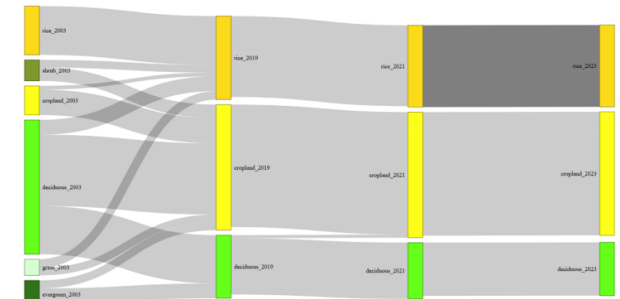 rice_2003
shrub_2003
cropland_2003
deciduous_2003
grass_2003
evergreen_2003
rice_2019
cropland_2019
deciduous_2019
rice_2021
cropland_2021
deciduous_2021
rice_2023
cropland_2023
deciduous_2023